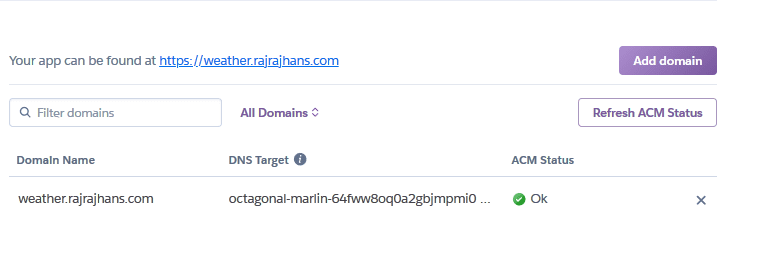 Your app can be found at https://weather.rajrajhans.com
Add domain
Filter domains
All Domains
Refresh ACM Status
Domain Name
DNS Target
ACM Status
weather.rajrajhans.com
octagonal-marlin-64fww8oq0a2gbjmpmi0 ...
Ok